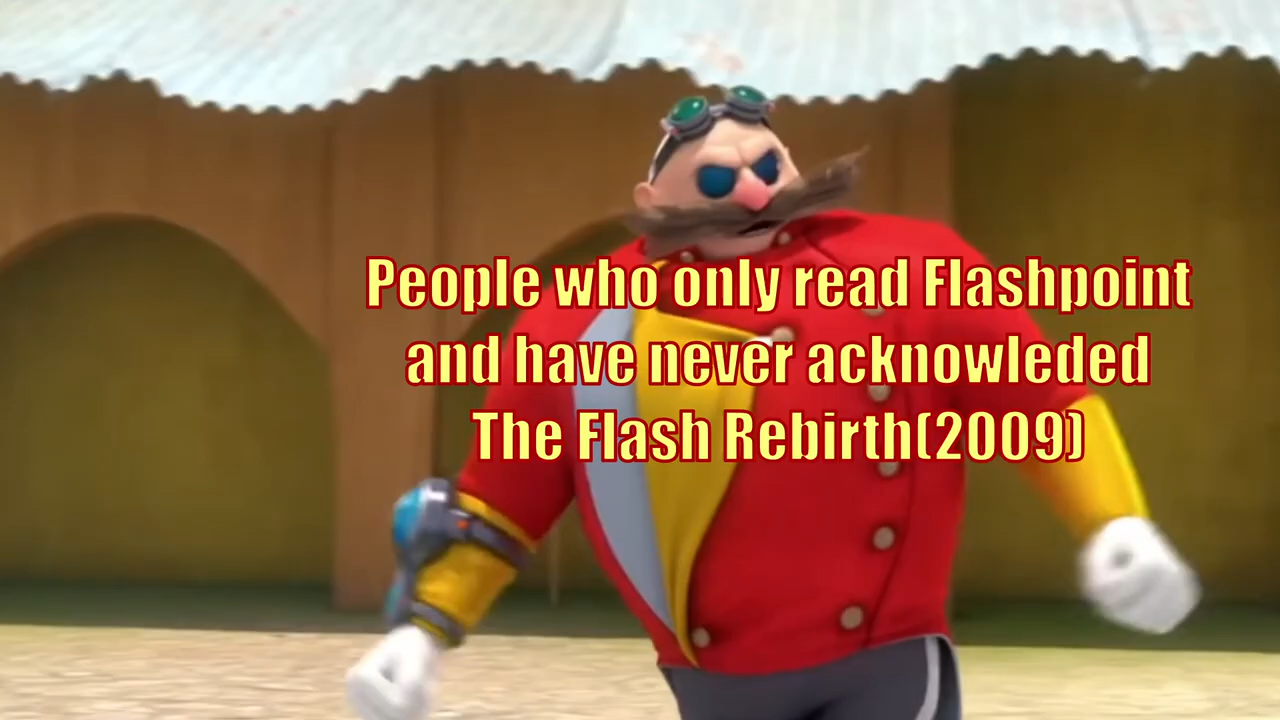 People who only read Flashpoint
and have never acknowleded
The Flash Rebirth(2009)